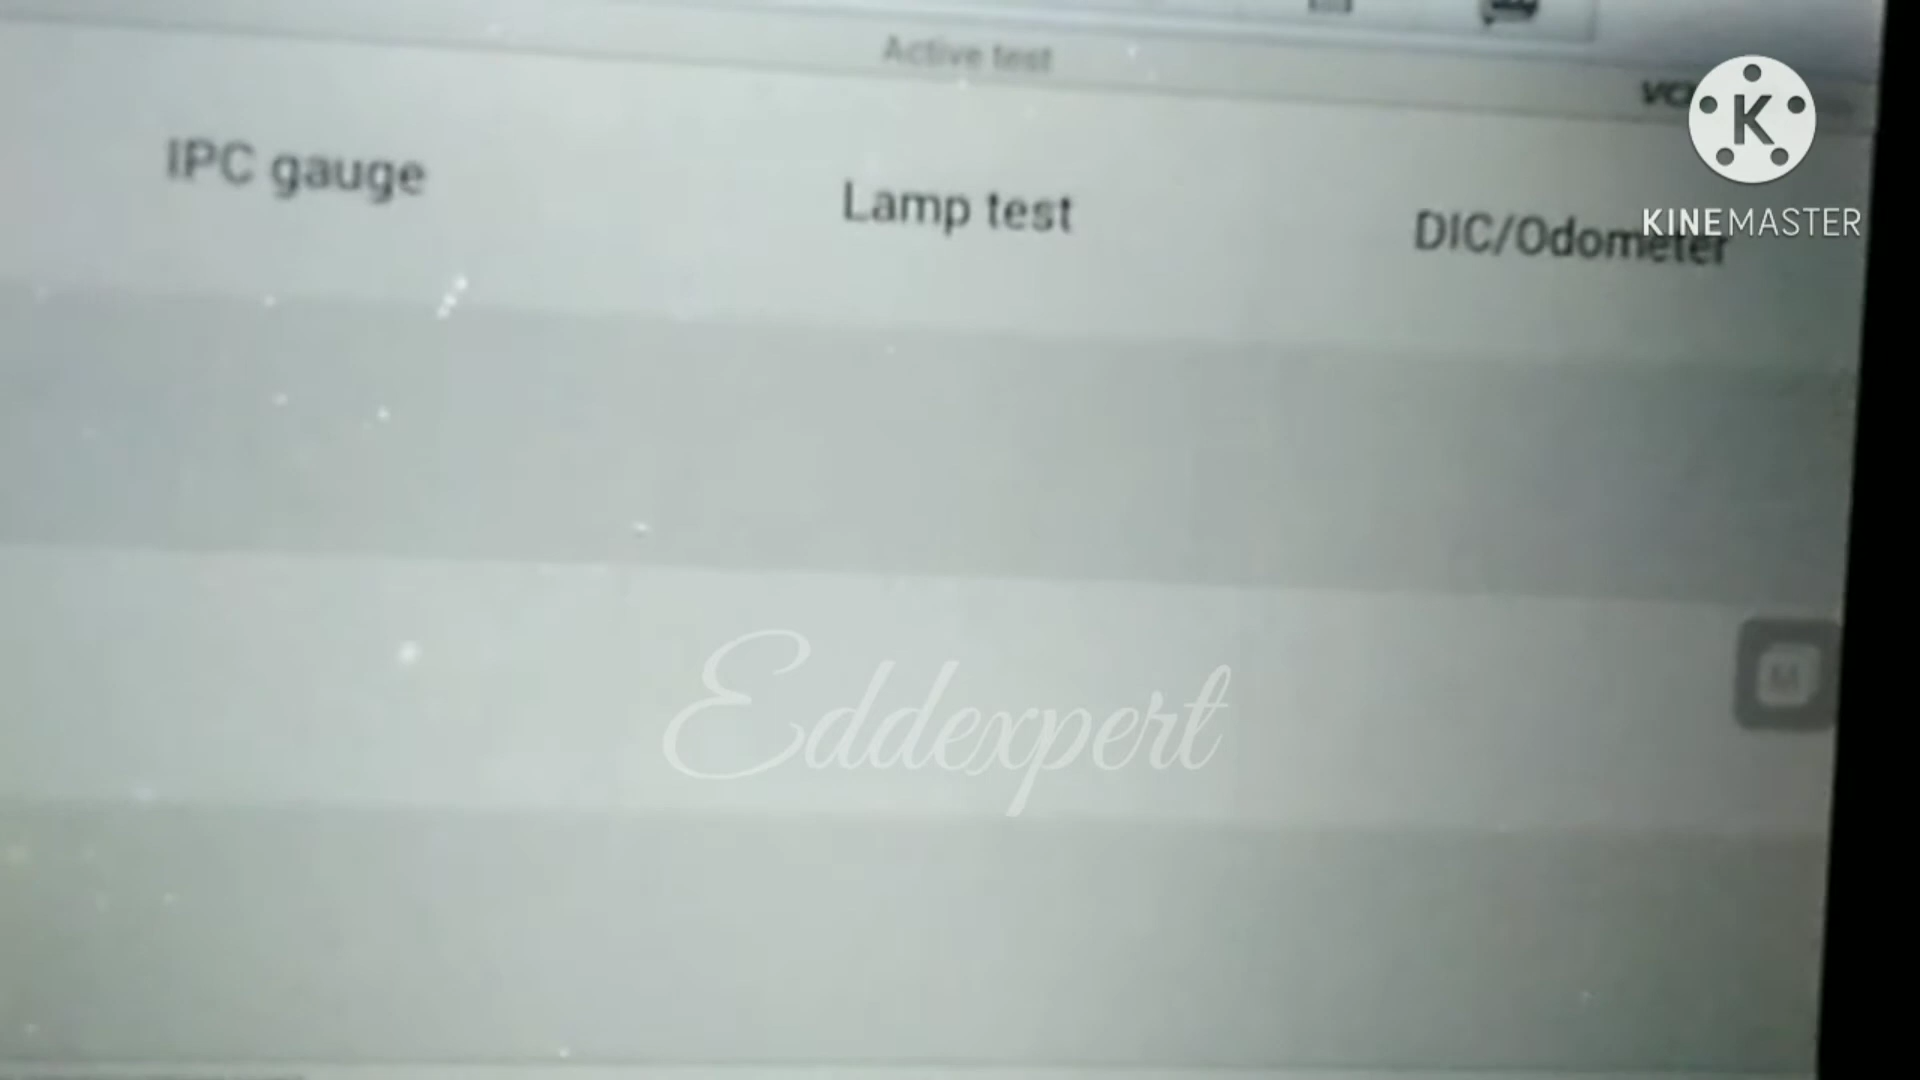 Active test
IPC gauge
Lamp test
DIC/Odometer
K
KINEMASTER
Eddexpert